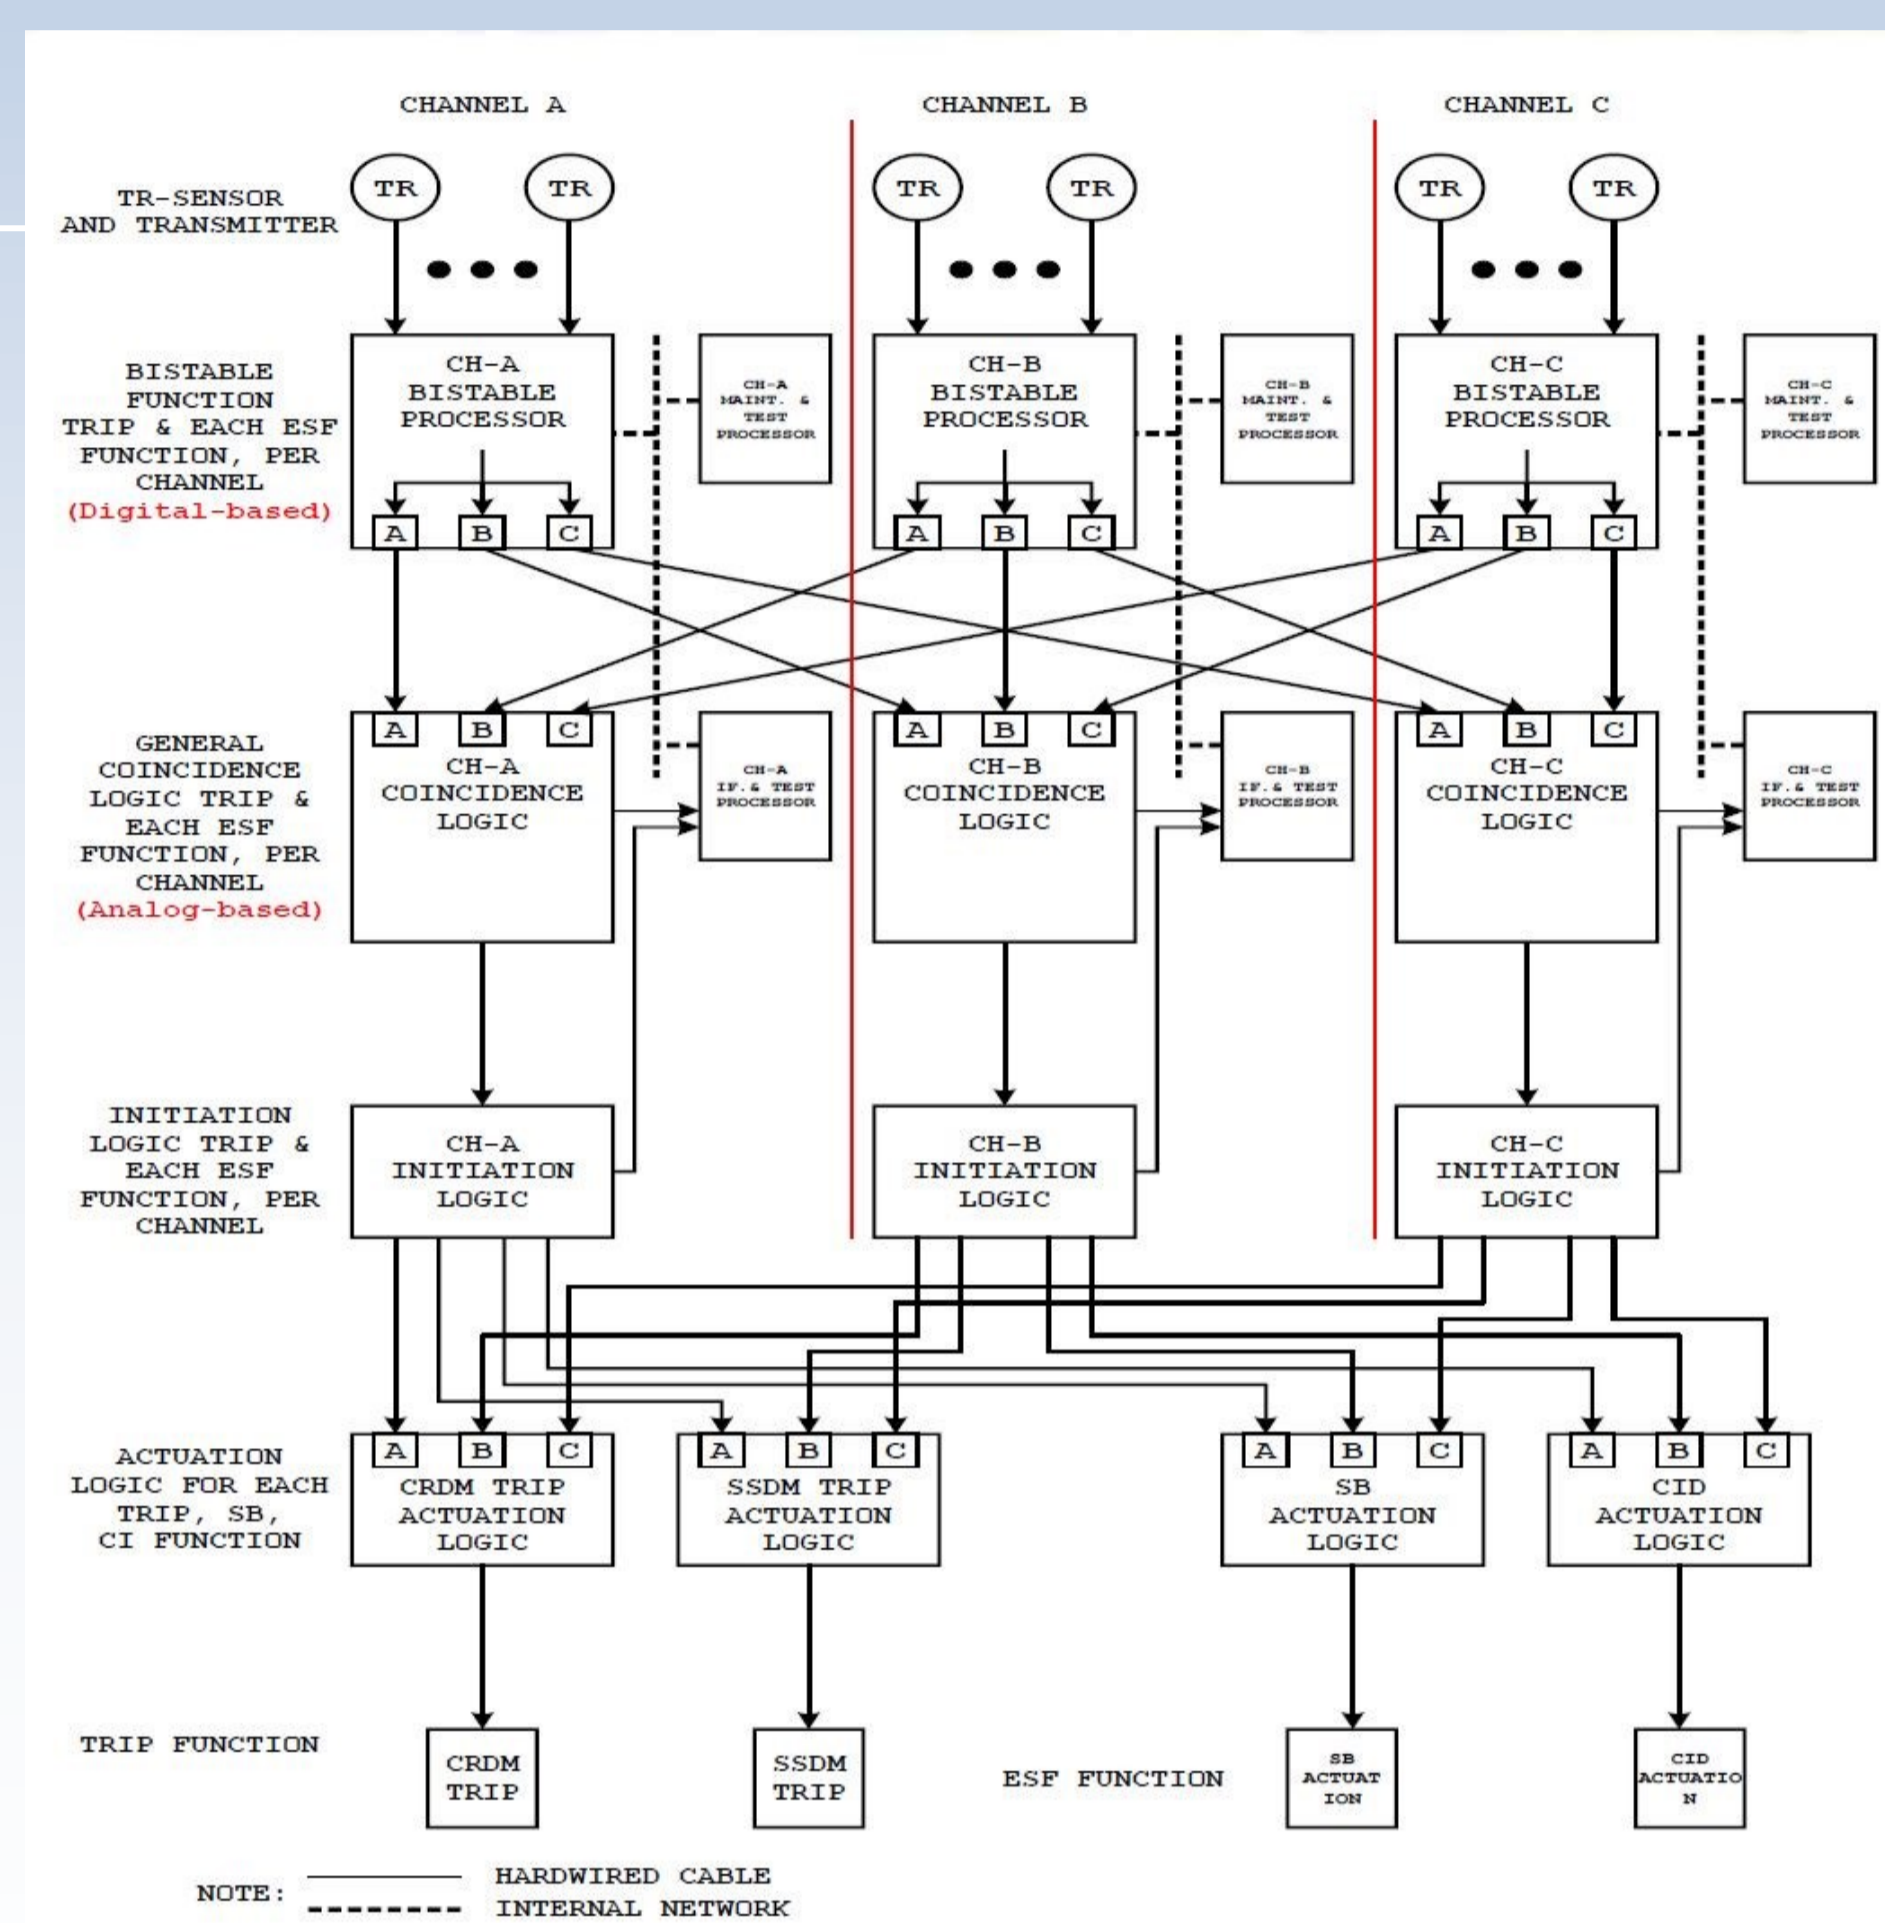 CHANNEL A
CHANNEL B
CHANNEL C
TR-SENSOR
AND TRANSMITTER
TR
TR
TR
TR
TR
TR
BISTABLE
FUNCTION
TRIP & EACH ESF
FUNCTION, PER
CHANNEL
(Digital-based)
CH-A
BISTABLE
PROCESSOR
A
B
C
CH-A
MAINT. &
TEST
PROCESSOR
CH-B
BISTABLE
PROCESSOR
A
B
C
CH-B
MAINT. &
TEST
PROCESSOR
CH-C
BISTABLE
PROCESSOR
A
B
C
CH-C
MAINT. &
TEST
PROCESSOR
GENERAL
COINCIDENCE
LOGIC TRIP &
EACH ESF
FUNCTION, PER
CHANNEL
(Analog-based)
A
B
C
CH-A
COINCIDENCE
LOGIC
CH-A
IF.& TEST
PROCESSOR
A
B
C
CH-B
COINCIDENCE
LOGIC
CH-B
IF.& TEST
PROCESSOR
A
B
C
CH-C
COINCIDENCE
LOGIC
CH-C
IF.& TEST
PROCESSOR
INITIATION
LOGIC TRIP &
EACH ESF
FUNCTION, PER
CHANNEL
CH-A
INITIATION
LOGIC
CH-B
INITIATION
LOGIC
CH-C
INITIATION
LOGIC
ACTUATION
LOGIC FOR EACH
TRIP, SB,
CI FUNCTION
A
B
C
CRDM TRIP
ACTUATION
LOGIC
A
B
C
SSDM TRIP
ACTUATION
LOGIC
A
B
C
SB
ACTUATION
LOGIC
A
B
C
CID
ACTUATION
LOGIC
TRIP FUNCTION
CRDM
TRIP
SSDM
TRIP
ESF FUNCTION
SB
ACTUAT
ION
CID
ACTUATIO
N
NOTE:
HARDWIRED CABLE
INTERNAL NETWORK